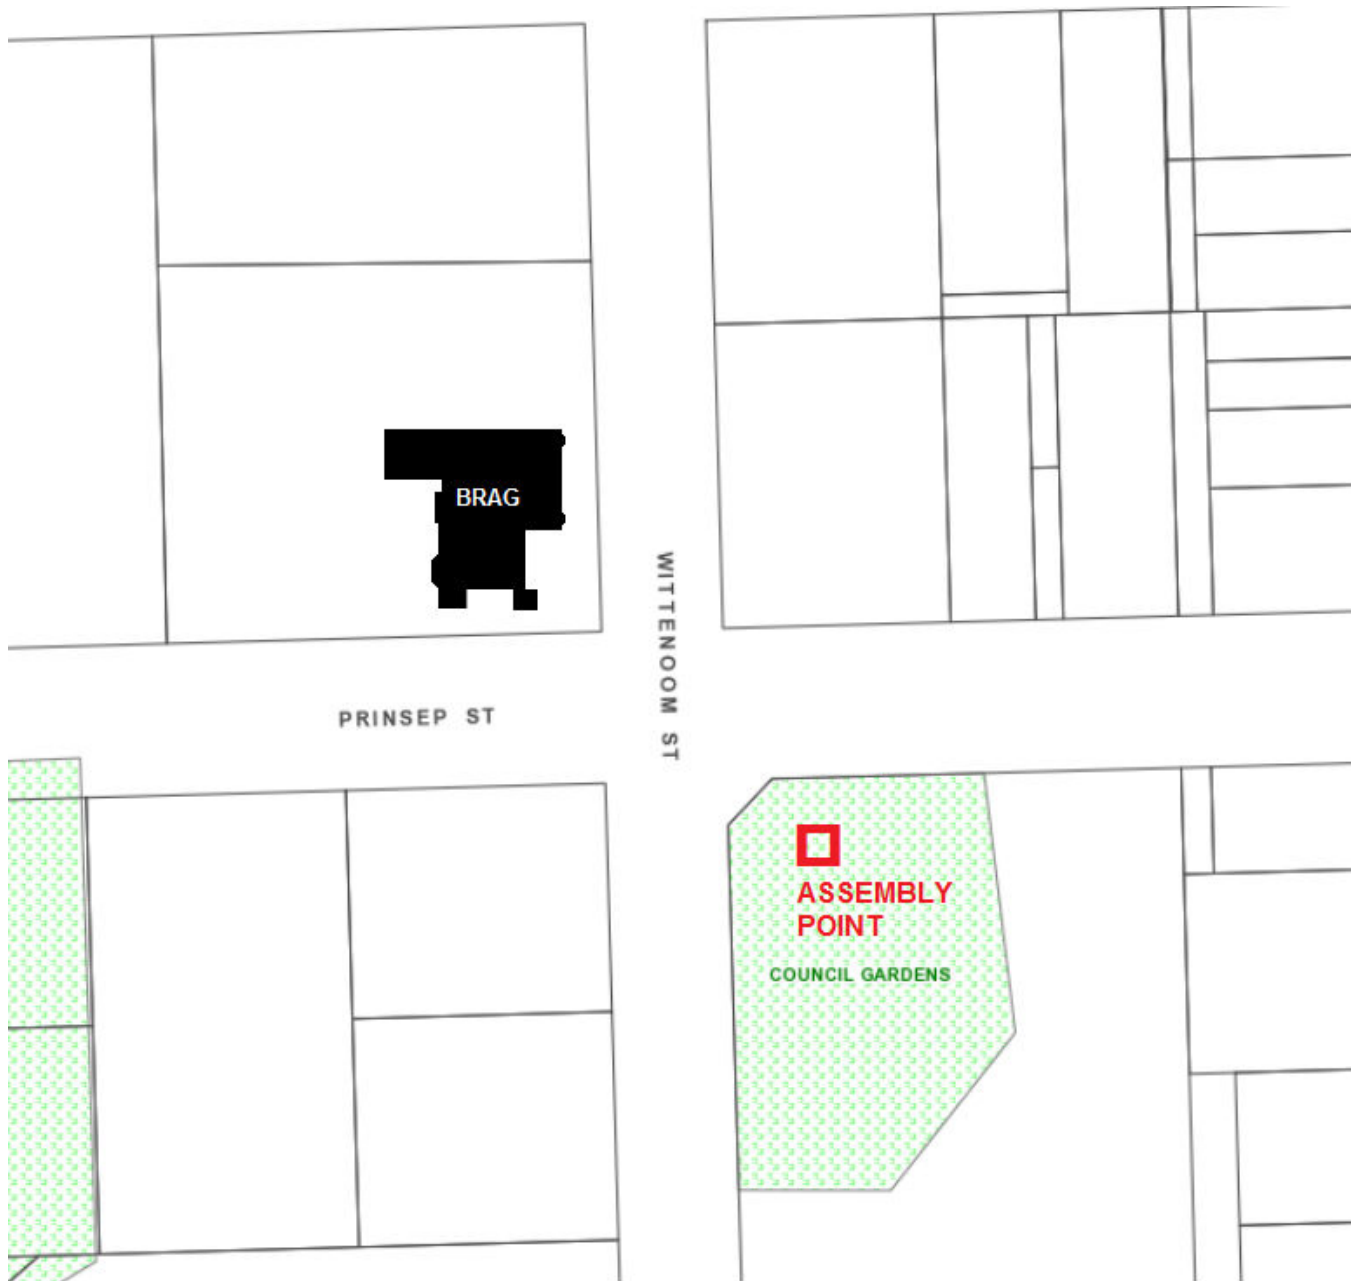 BRAG
WITTENOOM ST
PRINSEP ST
ASSEMBLY
POINT
COUNCIL GARDENS